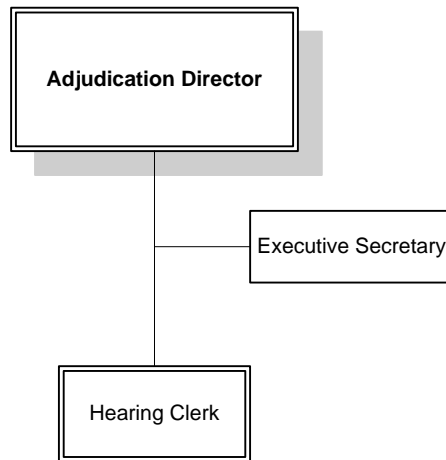 Adjudication Director
Executive Secretary
Hearing Clerk